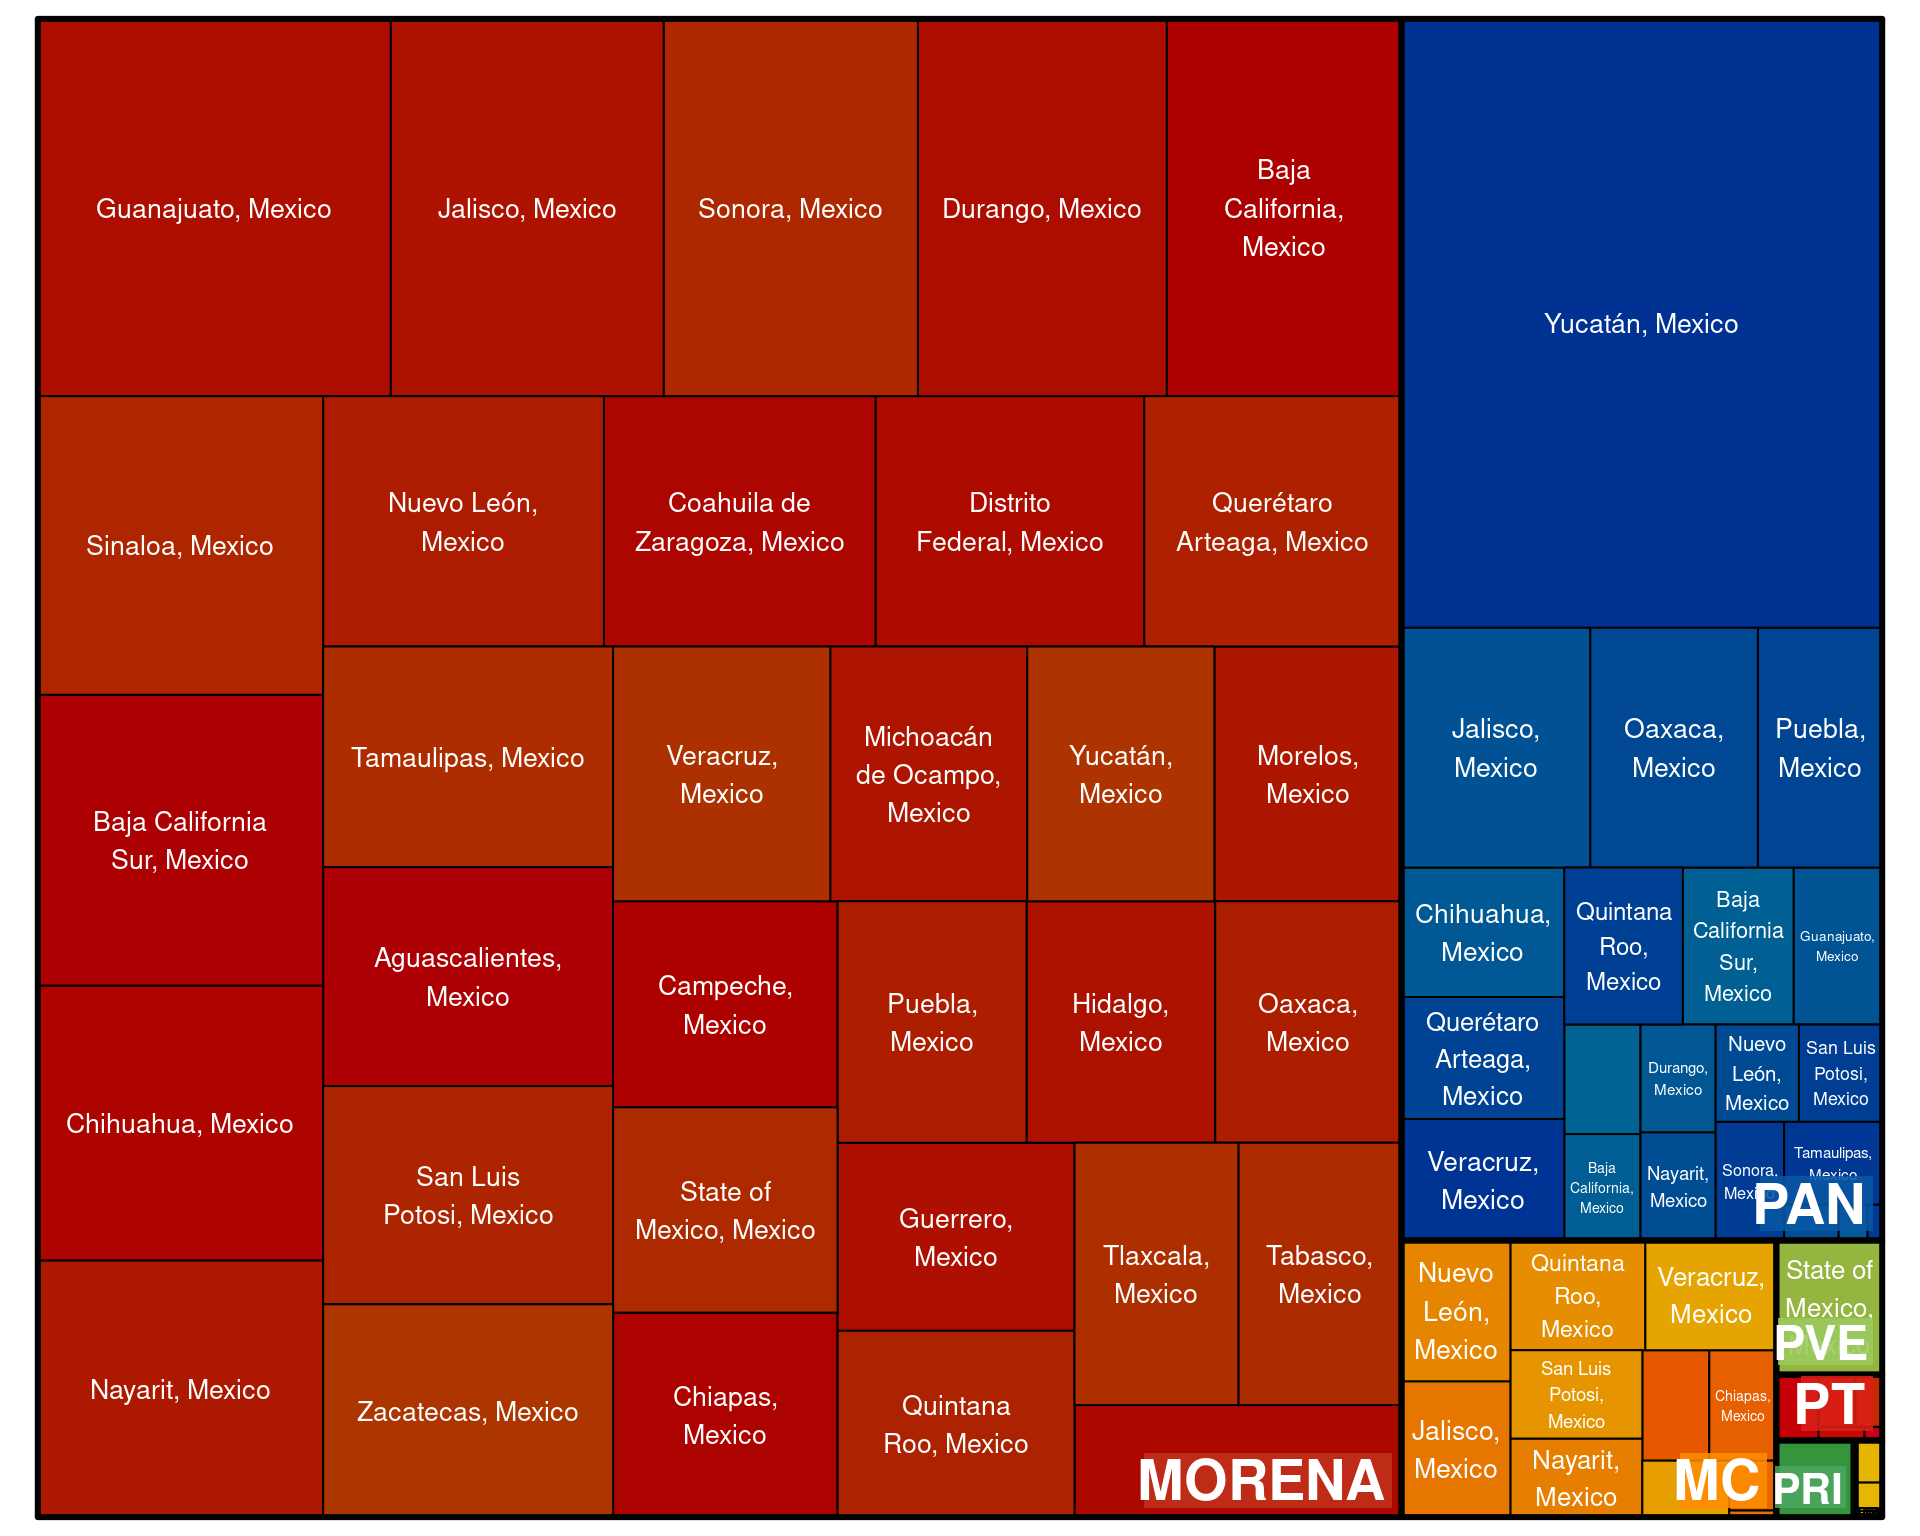 Guanajuato, Mexico
Jalisco, Mexico
Sonora, Mexico
Durango, Mexico
Baja
California,
Mexico
Sinaloa, Mexico
Nuevo León,
Mexico
Coahuila de
Zaragoza, Mexico
Distrito
Federal, Mexico
Querétaro
Arteaga, Mexico
Baja California
Sur, Mexico
Tamaulipas, Mexico
Veracruz,
Mexico
Michoacán
de Ocampo,
Mexico
Yucatán,
Mexico
Morelos,
Mexico
Aguascalientes,
Mexico
Campeche,
Mexico
Puebla,
Mexico
Hidalgo,
Mexico
Oaxaca,
Mexico
Chihuahua, Mexico
San Luis
Potosi, Mexico
State of
Mexico, Mexico
Guerrero,
Mexico
Tlaxcala,
Mexico
Tabasco,
Mexico
Nayarit, Mexico
Zacatecas, Mexico
Chiapas,
Mexico
Quintana
Roo, Mexico
MORENA
Yucatán, Mexico
Jalisco,
Mexico
Oaxaca,
Mexico
Puebla,
Mexico
Chihuahua,
Mexico
Quintana
Roo,
Mexico
Baja
California
Sur,
Mexico
Guanajuato,
Mexico
Querétaro
Arteaga,
Mexico
Durango,
Mexico
Nuevo
León,
Mexico
San Luis
Potosi,
Mexico
Veracruz,
Mexico
Baja
California,
Mexico
Nayarit,
Mexico
Sonora,
Mexico
Tamaulipas,
Mexico
PAN
Nuevo
León,
Mexico
Quintana
Roo,
Mexico
Veracruz,
Mexico
Jalisco,
Mexico
San Luis
Potosi,
Mexico
Chiapas,
Mexico
Nayarit,
Mexico
MC
State of
Mexico,
PVE
PT
PRI